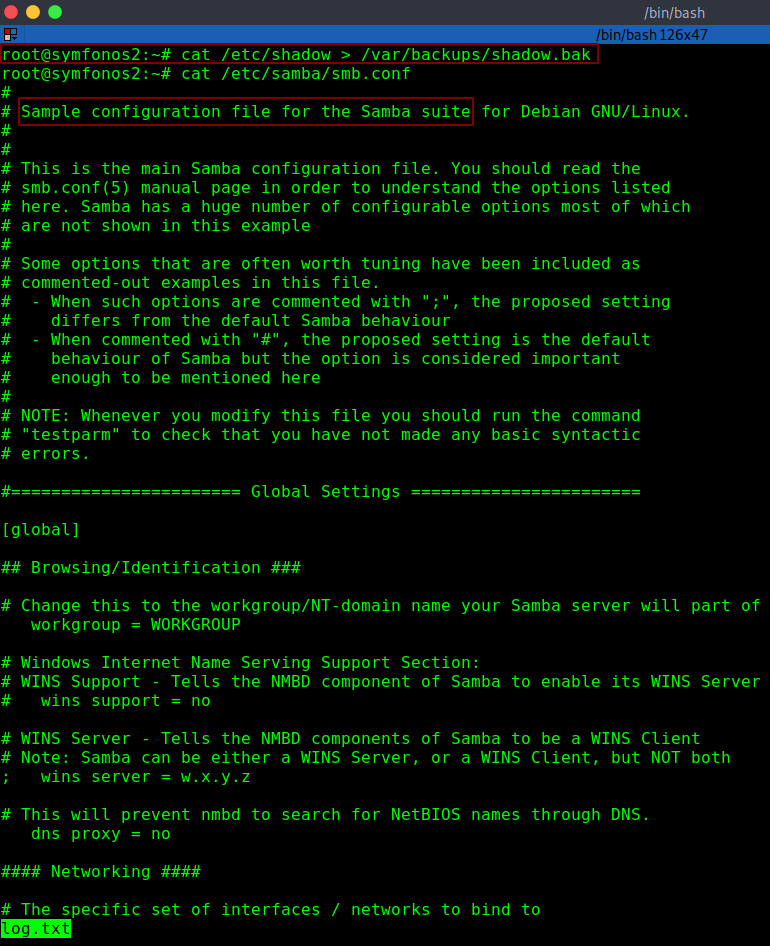 /bin/bash
/bin/bash 126x47
root@symfonos2:~# cat /etc/shadow > /var/backups/shadow.bak
root@symfonos2:~# cat /etc/samba/smb.conf
#
# Sample configuration file for the Samba suite for Debian GNU/Linux.
#
#
# This is the main Samba configuration file. You should read the
# smb.conf(5) manual page in order to understand the options listed
# here. Samba has a huge number of configurable options most of which
# are not shown in this example
#
# Some options that are often worth tuning have been included as
# commented-out examples in this file.
#  - When such options are commented with ";", the proposed setting
#    differs from the default Samba behaviour
#  - When commented with "#", the proposed setting is the default
#    behaviour of Samba but the option is considered important
#    enough to be mentioned here
#
# NOTE: Whenever you modify this file you should run the command
# "testparm" to check that you have not made any basic syntactic
# errors.
#======================= Global Settings =======================
[global]
## Browsing/Identification ###
# Change this to the workgroup/NT-domain name your Samba server will part of
   workgroup = WORKGROUP
# Windows Internet Name Serving Support Section:
# WINS Support - Tells the NMBD component of Samba to enable its WINS Server
#   wins support = no
# WINS Server - Tells the NMBD components of Samba to be a WINS Client
# Note: Samba can be either a WINS Server, or a WINS Client, but NOT both
;   wins server = w.x.y.z
# This will prevent nmbd to search for NetBIOS names through DNS.
   dns proxy = no
#### Networking ####
# The specific set of interfaces / networks to bind to
log.txt